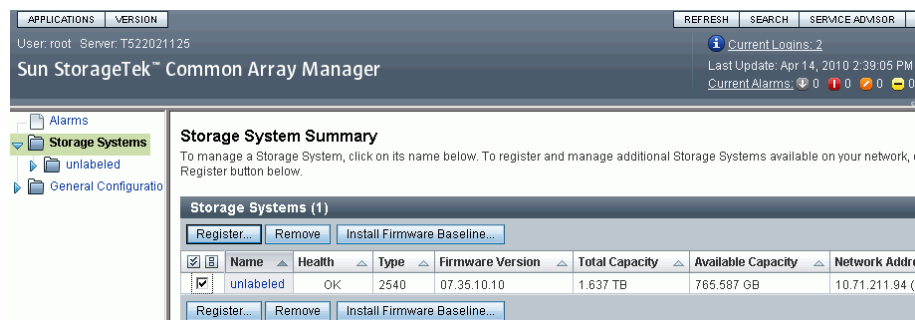 APPLICATIONS VERSION REFRESH SEARCH SERVICE ADVISOR
User: root Server: T522021125 Current Logins: 2
Sun StorageTek™ Common Array Manager Last Update: Apr 14, 2010 2:39:05 PM
Current Alarms: 0 0 0 0
Alarms
Storage Systems
unlabeled
General Configuratio
Storage System Summary
To manage a Storage System, click on its name below. To register and manage additional Storage Systems available on your network,
Register button below.
Storage Systems (1)
Register... Remove Install Firmware Baseline...
Name Health Type Firmware Version Total Capacity Available Capacity Network Addr
unlabeled OK 2540 07.35.10.10 1.637 TB 765.587 GB 10.71.211.94 (
Register... Remove Install Firmware Baseline...